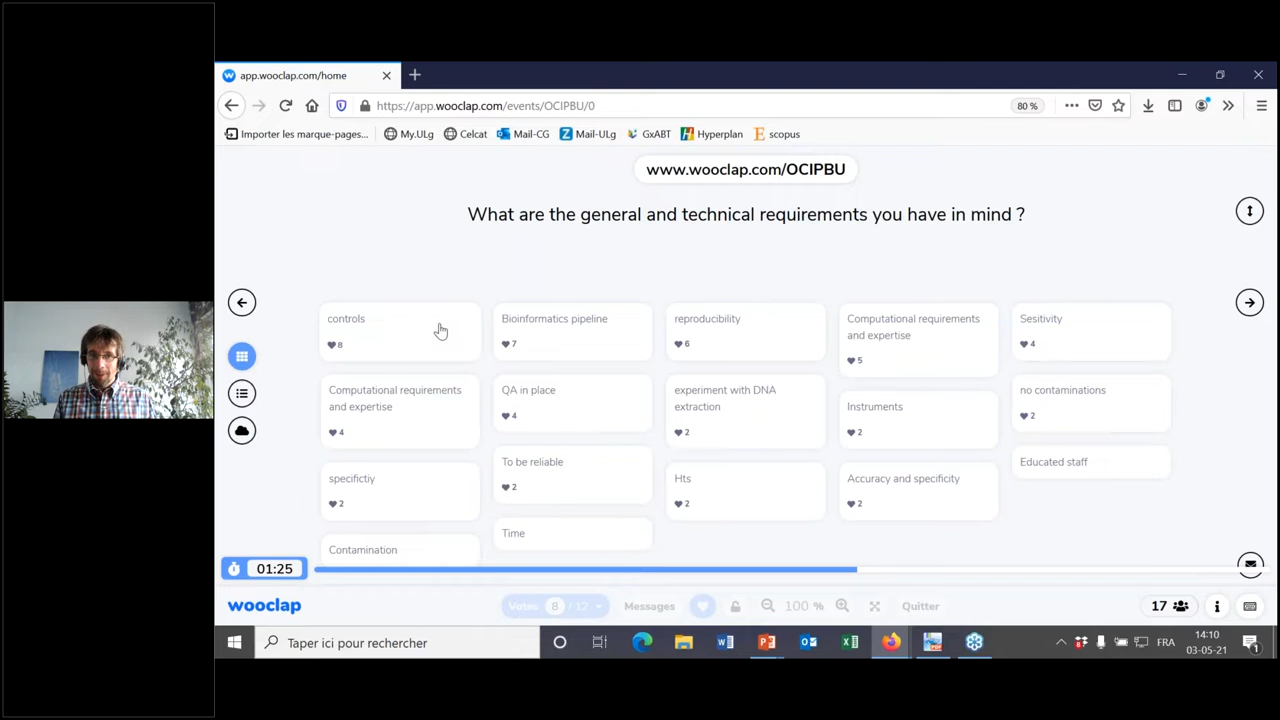 app.wooclap.com/home
https://app.wooclap.com/events/OCIPBU/0
80 %
Importer les marque-pages...
My.ULg
Celcat
Mail-CG
Mail-ULg
GxABT
Hyperplan
scopus
www.wooclap.com/OCIPBU
What are the general and technical requirements you have in mind ?
controls
8
Bioinformatics pipeline
7
reproducibility
6
Computational requirements
and expertise
5
Sesitivity
4
Computational requirements
and expertise
4
QA in place
4
experiment with DNA
extraction
2
Instruments
2
no contaminations
2
specifictiy
2
To be reliable
2
Hts
2
Accuracy and specificity
2
Educated staff
Time
Contamination
01:25
wooclap
Votes 8 / 12
Messages
100 %
Quitter
17
Taper ici pour rechercher
FRA
14:10
03-05-21
1